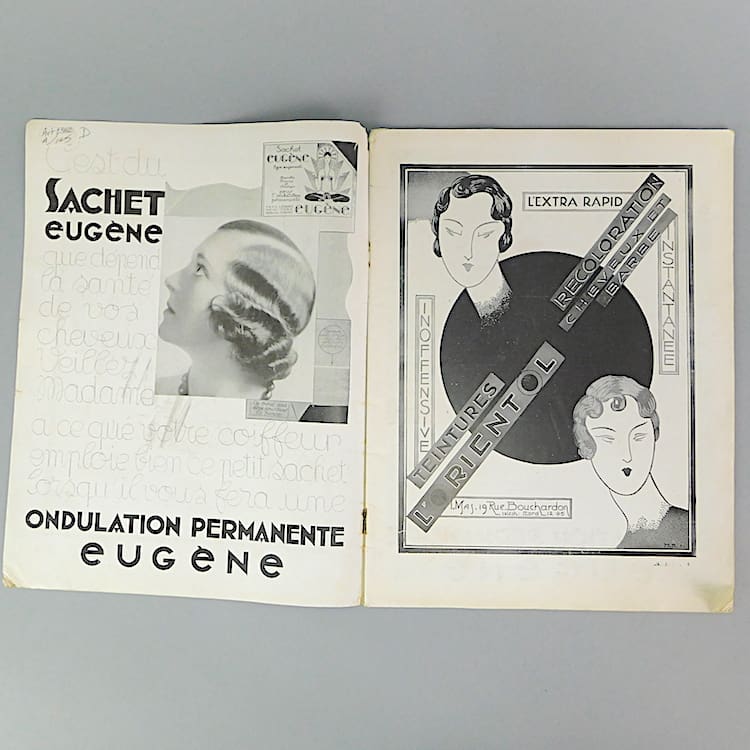 C'est du
SACHET
EUGÈNE
que dépend
la santé
de vos
cheveux
Veillez
Madame
a ce que votre coiffeur
emploie bien ce petit sachet
lorsqu'il vous fera une
ONDULATION PERMANENTE
EUGÈNE
Sachet
EUGÈNE
EUGÈNE
L'EXTRA RAPID
RECOLORATION
CHEVEUX ET
BARBE
INSTANTANÉE
INOFFENSIVE
TEINTURES
L'ORIENTOL
L. MAS, 19 Rue Bouchardon